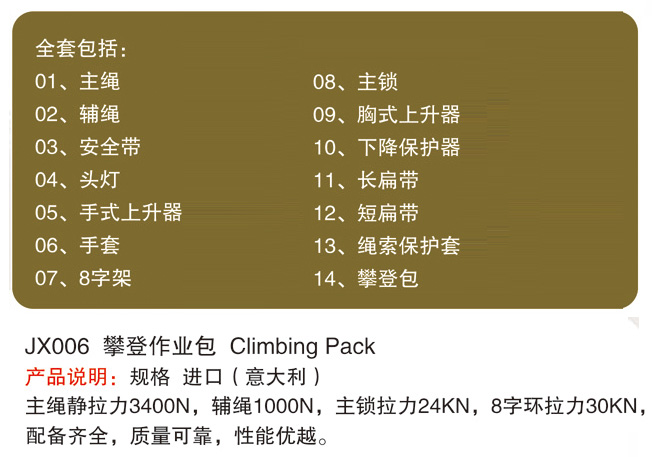 全套包括：
01、主绳
02、辅绳
03、安全带
04、头灯
05、手式上升器
06、手套
07、8字架
08、主锁
09、胸式上升器
10、下降保护器
11、长扁带
12、短扁带
13、绳索保护套
14、攀登包
JX006 攀登作业包 Climbing Pack
产品说明：规格 进口（意大利）
主绳静拉力3400N，辅绳1000N，主锁拉力24KN，8字环拉力30KN，
配备齐全，质量可靠，性能优越。